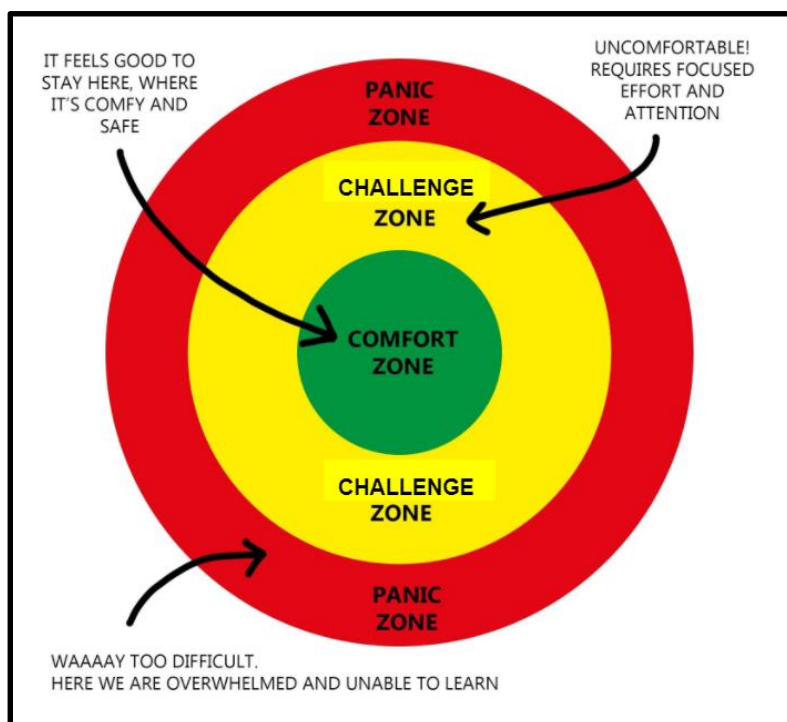 IT FEELS GOOD TO
STAY HERE, WHERE
IT'S COMFY AND
SAFE
UNCOMFORTABLE!
REQUIRES FOCUSED
EFFORT AND
ATTENTION
PANIC
ZONE
CHALLENGE
ZONE
COMFORT
ZONE
CHALLENGE
ZONE
PANIC
ZONE
WAAAAY TOO DIFFICULT.
HERE WE ARE OVERWHELMED AND UNABLE TO LEARN